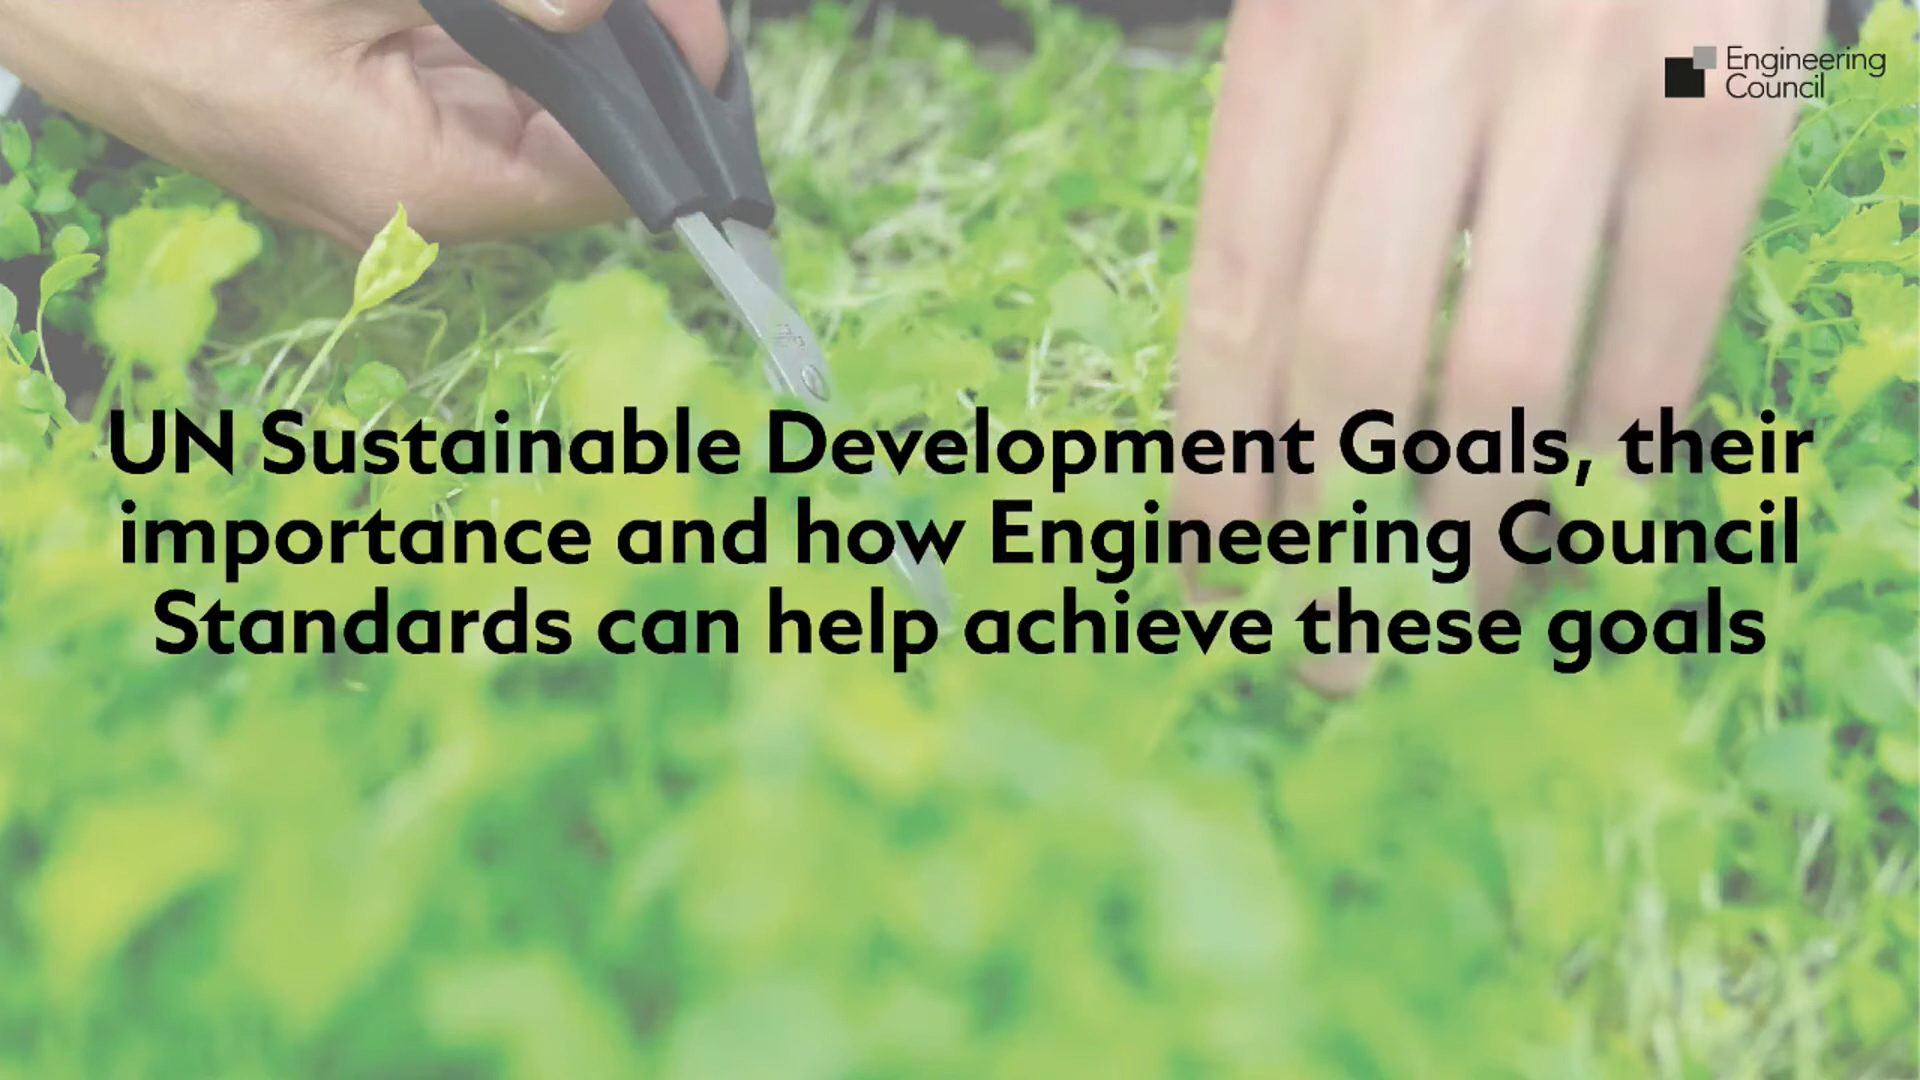 Engineering
Council
UN Sustainable Development Goals, their
importance and how Engineering Council
Standards can help achieve these goals